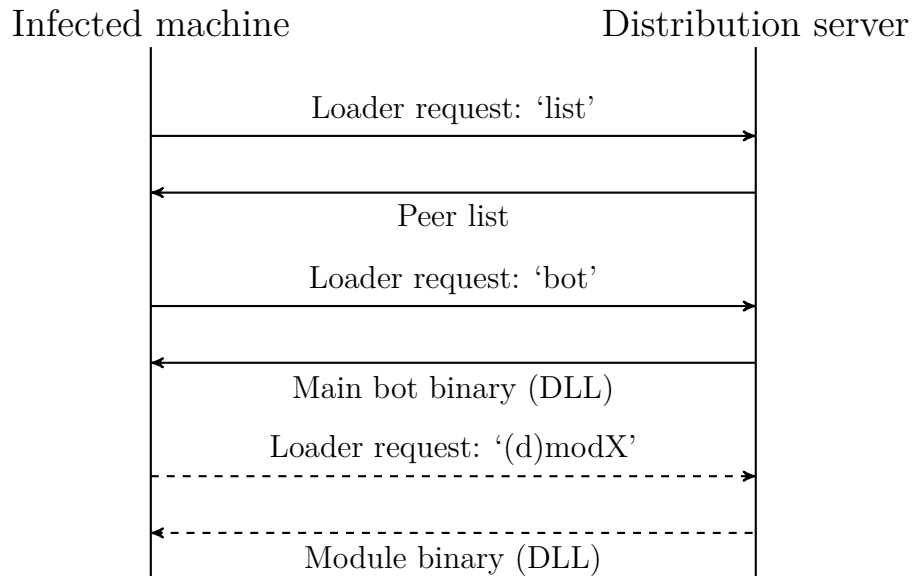 Infected machine
Distribution server
Loader request: ‘list’
Peer list
Loader request: ‘bot’
Main bot binary (DLL)
Loader request: ‘(d)modX’
Module binary (DLL)